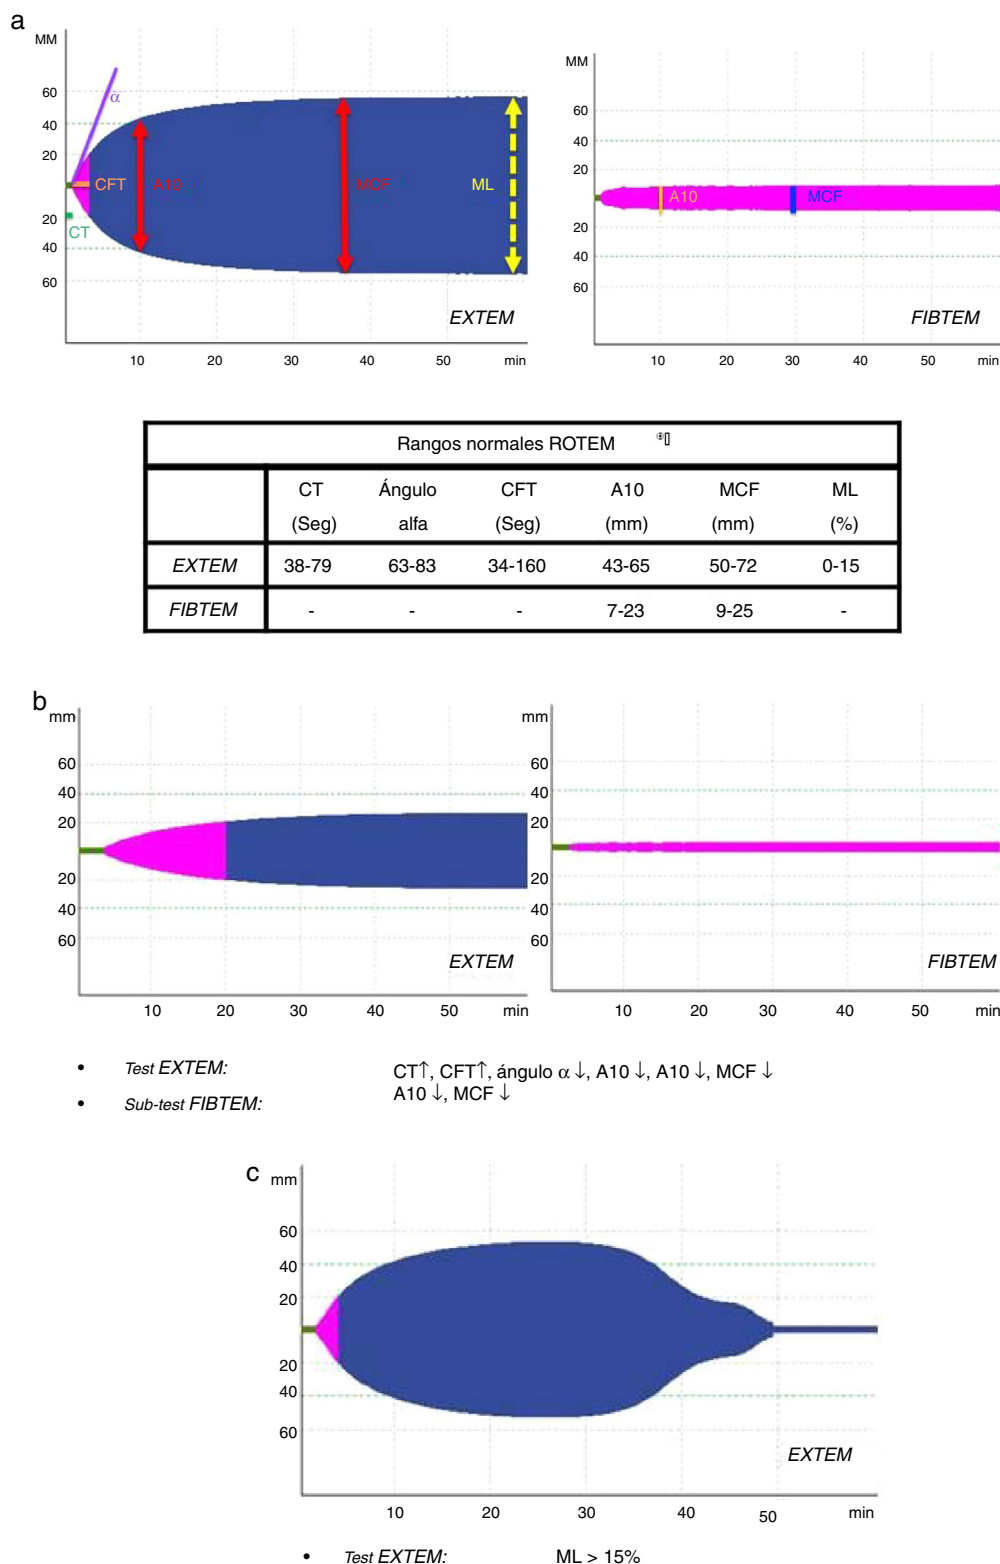 a
MM
60
40
20
20
40
60
α
CFT
A10
MCF
ML
CT
EXTEM
10 20 30 40 50 min
MM
60
40
20
20
40
60
A10
MCF
FIBTEM
10 20 30 40 50 min
Rangos normales ROTEM ®
CT Ángulo CFT A10 MCF ML
(Seg) alfa (Seg) (mm) (mm) (%)
EXTEM 38-79 63-83 34-160 43-65 50-72 0-15
FIBTEM - - - 7-23 9-25 -
b
mm
60
40
20
20
40
60
EXTEM
10 20 30 40 50 min
mm
60
40
20
20
40
60
FIBTEM
10 20 30 40 50 min
• Test EXTEM: CT↑, CFT↑, ángulo α ↓, A10 ↓, A10 ↓, MCF ↓
• Sub-test FIBTEM: A10 ↓, MCF ↓
c
mm
60
40
20
20
40
60
EXTEM
10 20 30 40 50 min
• Test EXTEM: ML > 15%